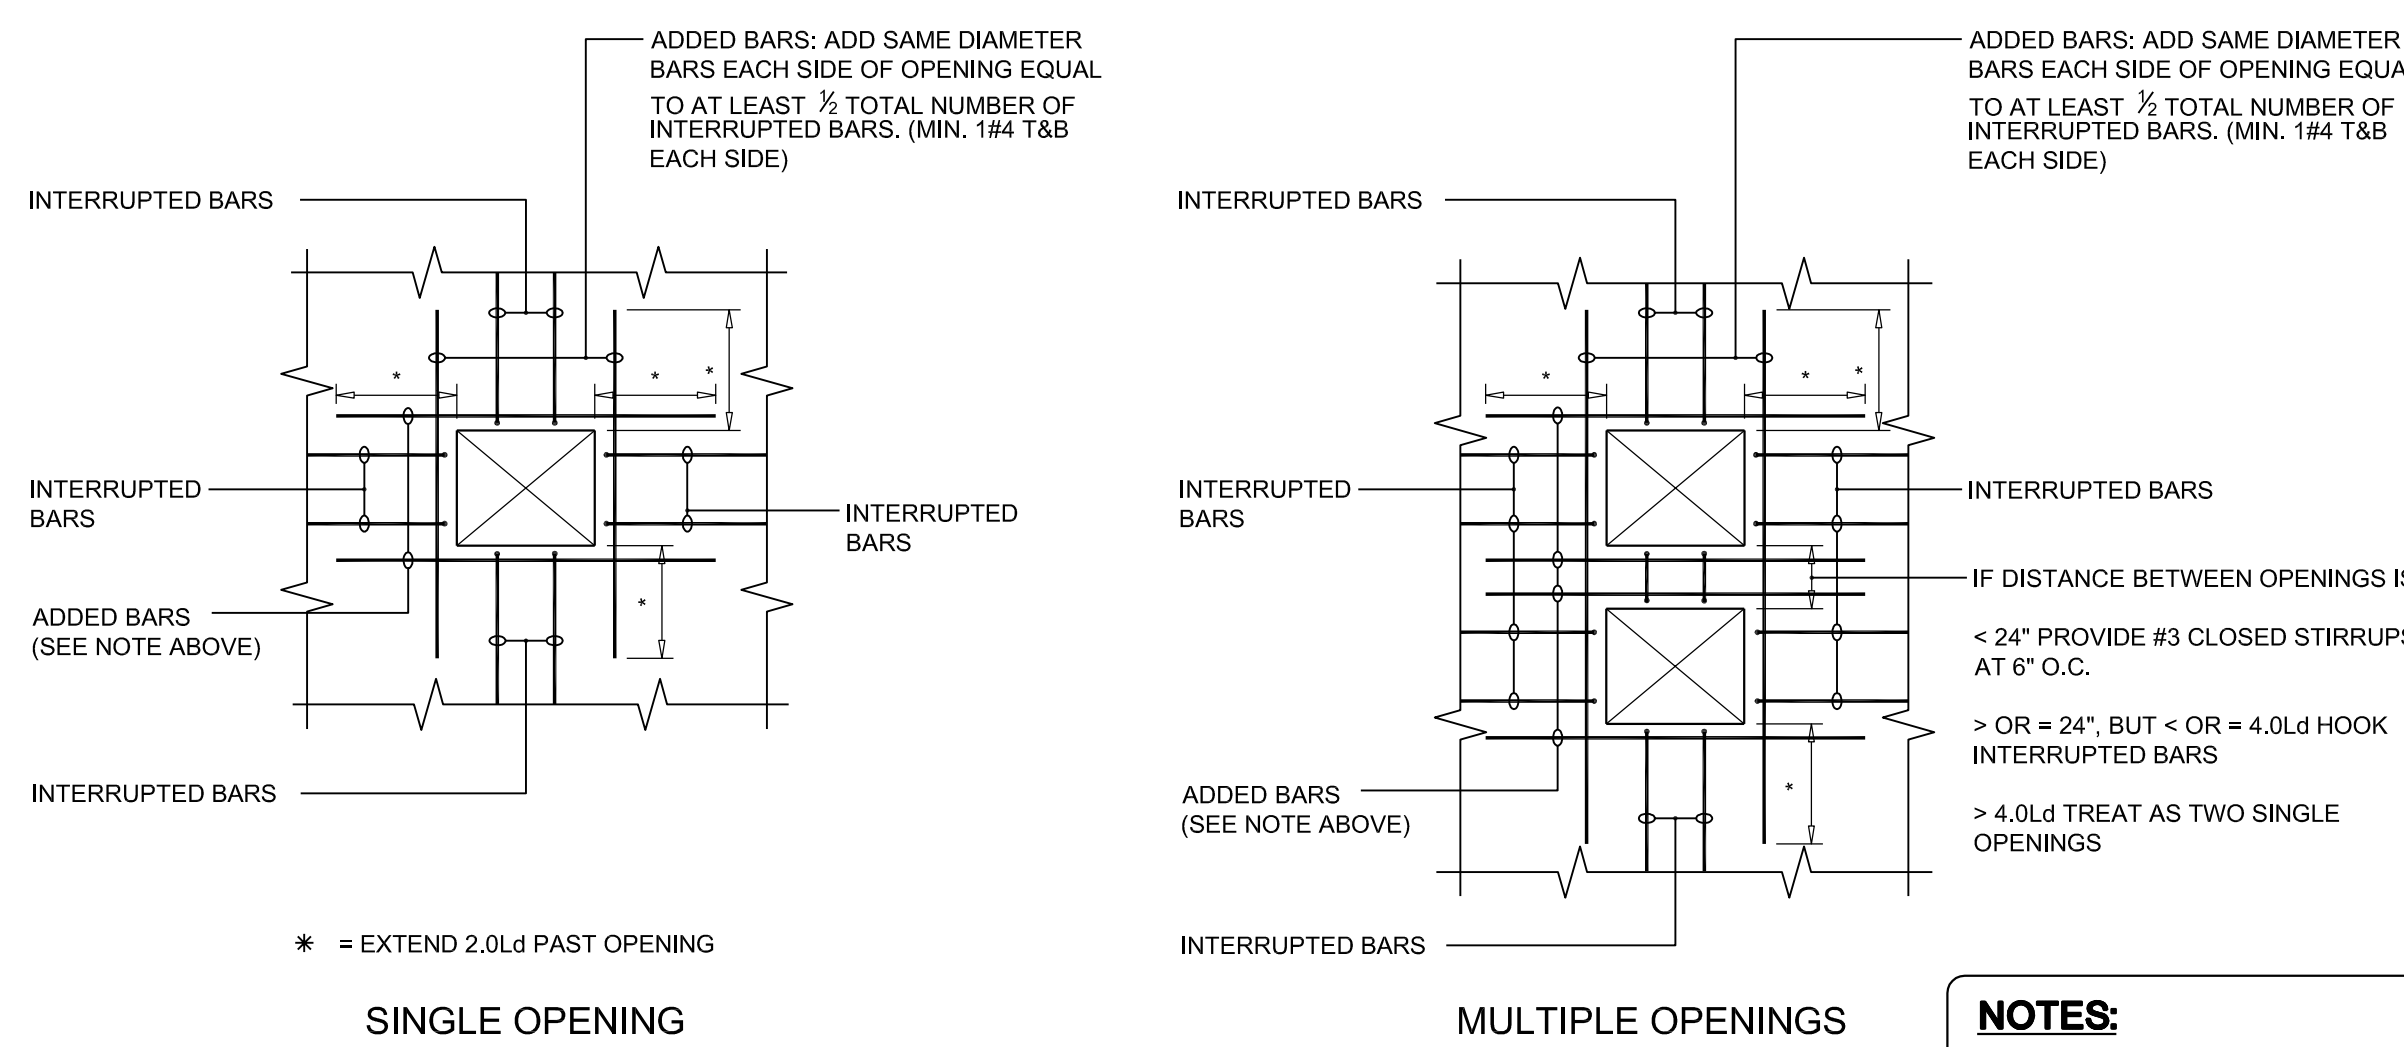 ADDED BARS: ADD SAME DIAMETER
BARS EACH SIDE OF OPENING EQUAL
TO AT LEAST ½ TOTAL NUMBER OF
INTERRUPTED BARS. (MIN. 1#4 T&B
EACH SIDE)
INTERRUPTED BARS
*
*
*
INTERRUPTED
BARS
INTERRUPTED
BARS
*
ADDED BARS
(SEE NOTE ABOVE)
INTERRUPTED BARS
* = EXTEND 2.0Ld PAST OPENING
SINGLE OPENING
ADDED BARS: ADD SAME DIAMETER
BARS EACH SIDE OF OPENING EQUA
TO AT LEAST ½ TOTAL NUMBER OF
INTERRUPTED BARS. (MIN. 1#4 T&B
EACH SIDE)
INTERRUPTED BARS
*
*
*
INTERRUPTED
BARS
INTERRUPTED BARS
IF DISTANCE BETWEEN OPENINGS IS
< 24" PROVIDE #3 CLOSED STIRRUPS
AT 6" O.C.
> OR = 24", BUT < OR = 4.0Ld HOOK
INTERRUPTED BARS
> 4.0Ld TREAT AS TWO SINGLE
OPENINGS
*
ADDED BARS
(SEE NOTE ABOVE)
INTERRUPTED BARS
MULTIPLE OPENINGS
NOTES: